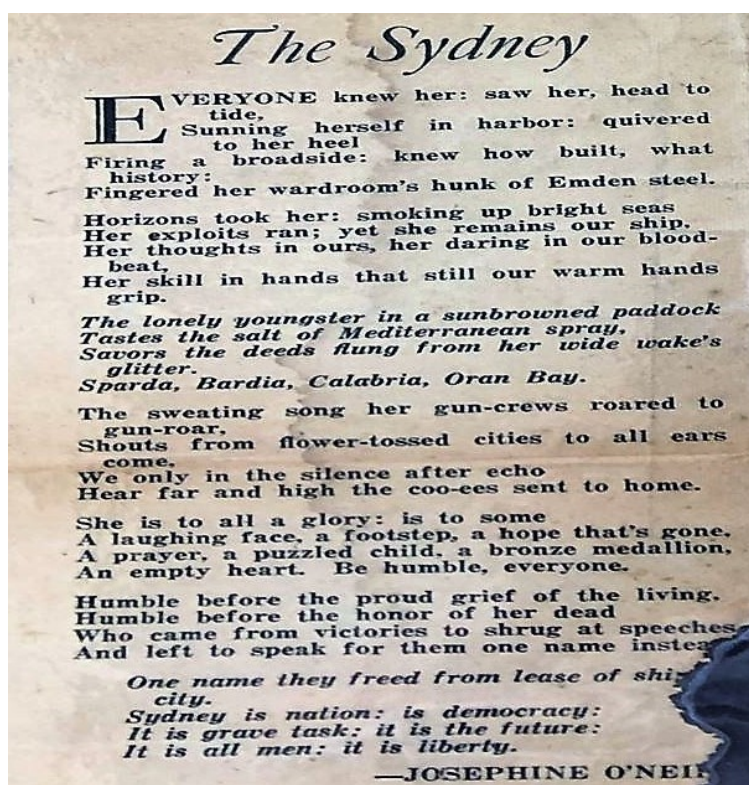 The Sydney
EVERYONE knew her: saw her, head to
tide,
Sunning herself in harbor: quivered
to her heel
Firing a broadside: knew how built, what
history:
Fingered her wardroom's hunk of Emden steel.
Horizons took her: smoking up bright seas
Her exploits ran; yet she remains our ship,
Her thoughts in ours, her daring in our blood-
beat,
Her skill in hands that still our warm hands
grip.
The lonely youngster in a sunbrowned paddock
Tastes the salt of Mediterranean spray,
Savors the deeds flung from her wide wake's
glitter.
Sparda, Bardia, Calabria, Oran Bay.
The sweating song her gun-crews roared to
gun-roar,
Shouts from flower-tossed cities to all ears
come,
We only in the silence after echo
Hear far and high the coo-ees sent to home.
She is to all a glory: is to some
A laughing face, a footstep, a hope that's gone,
A prayer, a puzzled child, a bronze medallion,
An empty heart. Be humble, everyone.
Humble before the proud grief of the living,
Humble before the honor of her dead
Who came from victories to shrug at speeches
And left to speak for them one name
One name they freed from lease of
city.
Sydney is nation: is democracy:
It is grave task: it is the future:
It is all men: it is liberty.
—JOSEPHINE